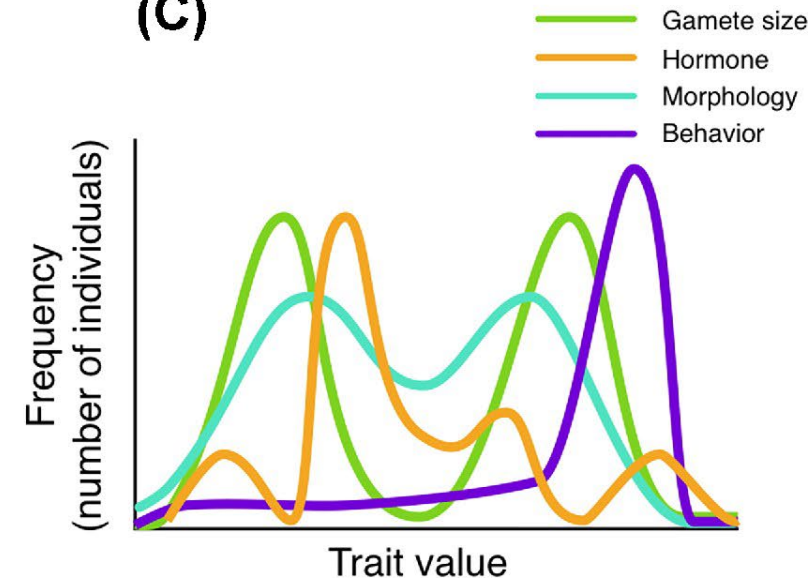 (C)
Gamete size
Hormone
Morphology
Behavior
Frequency
(number of individuals)
Trait value